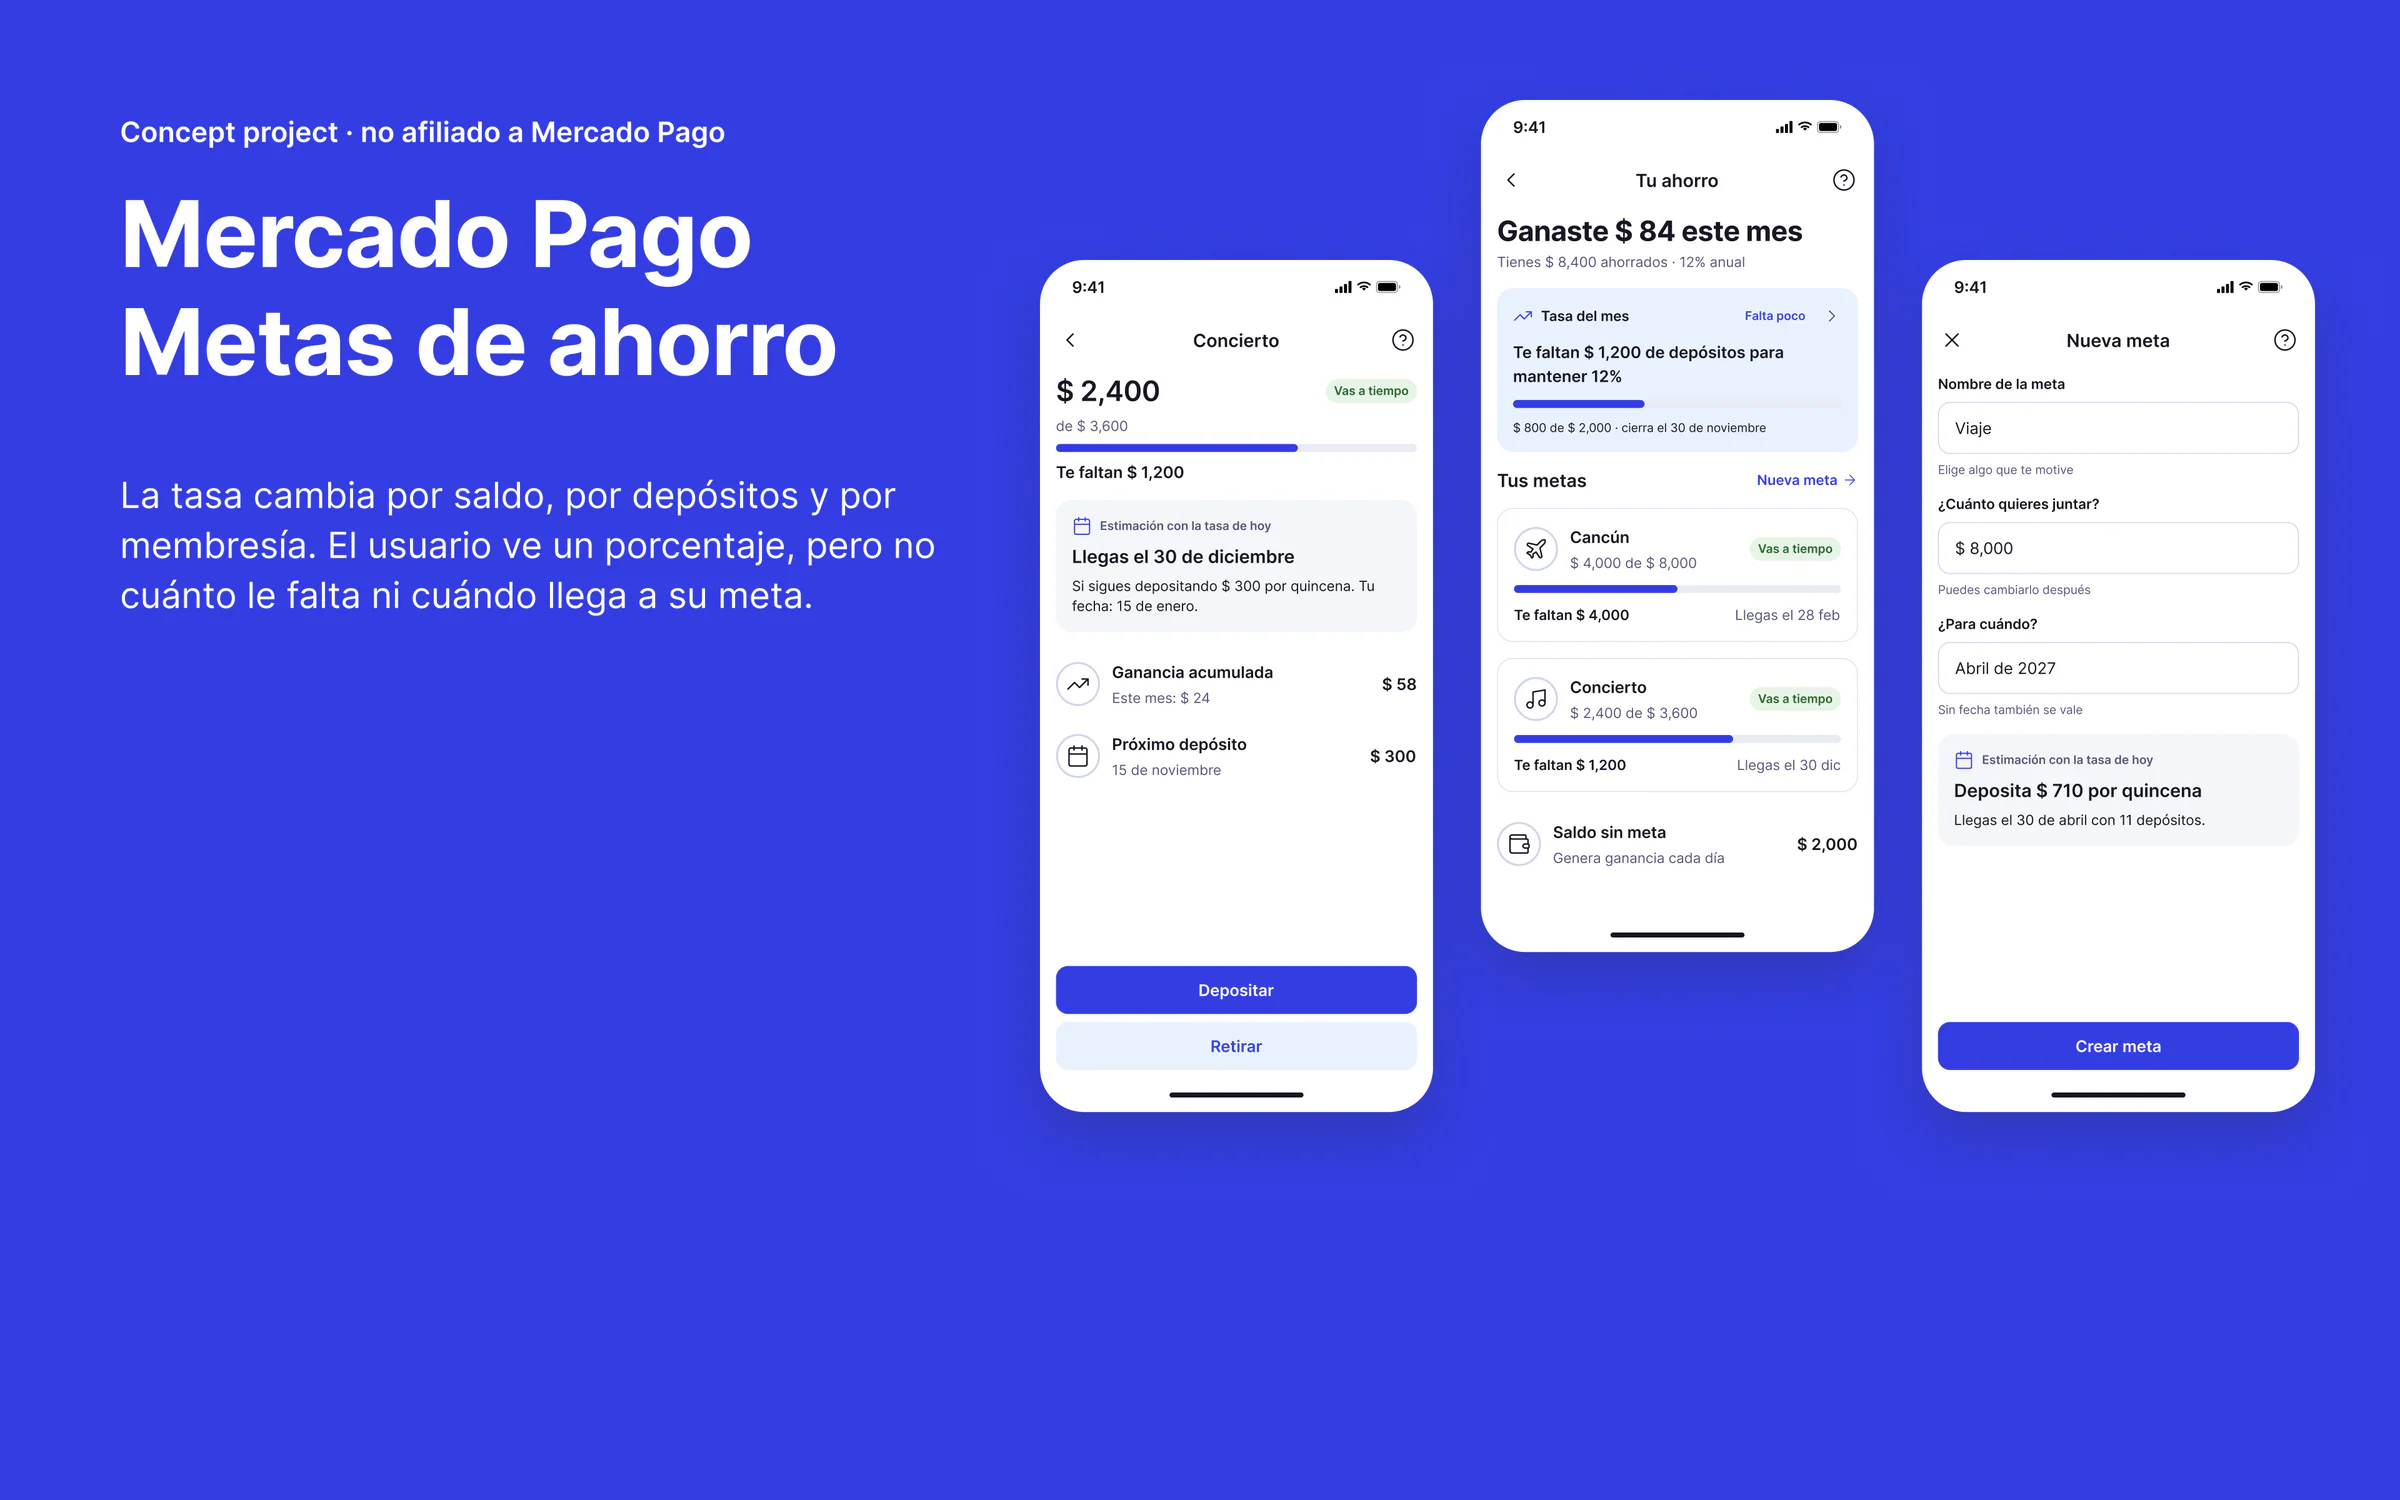 Concept project · no afiliado a Mercado Pago
Mercado Pago
Metas de ahorro
La tasa cambia por saldo, por depósitos y por
membresía. El usuario ve un porcentaje, pero no
cuánto le falta ni cuándo llega a su meta.
9:41
Concierto
$ 2,400
Vas a tiempo
de $ 3,600
Te faltan $ 1,200
Estimación con la tasa de hoy
Llegas el 30 de diciembre
Si sigues depositando $ 300 por quincena. Tu
fecha: 15 de enero.
Ganancia acumulada
Este mes: $ 24
$ 58
Próximo depósito
15 de noviembre
$ 300
Depositar
Retirar
9:41
Tu ahorro
Ganaste $ 84 este mes
Tienes $ 8,400 ahorrados · 12% anual
Tasa del mes
Falta poco
Te faltan $ 1,200 de depósitos para
mantener 12%
$ 800 de $ 2,000 · cierra el 30 de noviembre
Tus metas
Nueva meta →
Cancún
$ 4,000 de $ 8,000
Vas a tiempo
Te faltan $ 4,000
Llegas el 28 feb
Concierto
$ 2,400 de $ 3,600
Vas a tiempo
Te faltan $ 1,200
Llegas el 30 dic
Saldo sin meta
Genera ganancia cada día
$ 2,000
9:41
Nueva meta
Nombre de la meta
Viaje
Elige algo que te motive
¿Cuánto quieres juntar?
$ 8,000
Puedes cambiarlo después
¿Para cuándo?
Abril de 2027
Sin fecha también se vale
Estimación con la tasa de hoy
Deposita $ 710 por quincena
Llegas el 30 de abril con 11 depósitos.
Crear meta